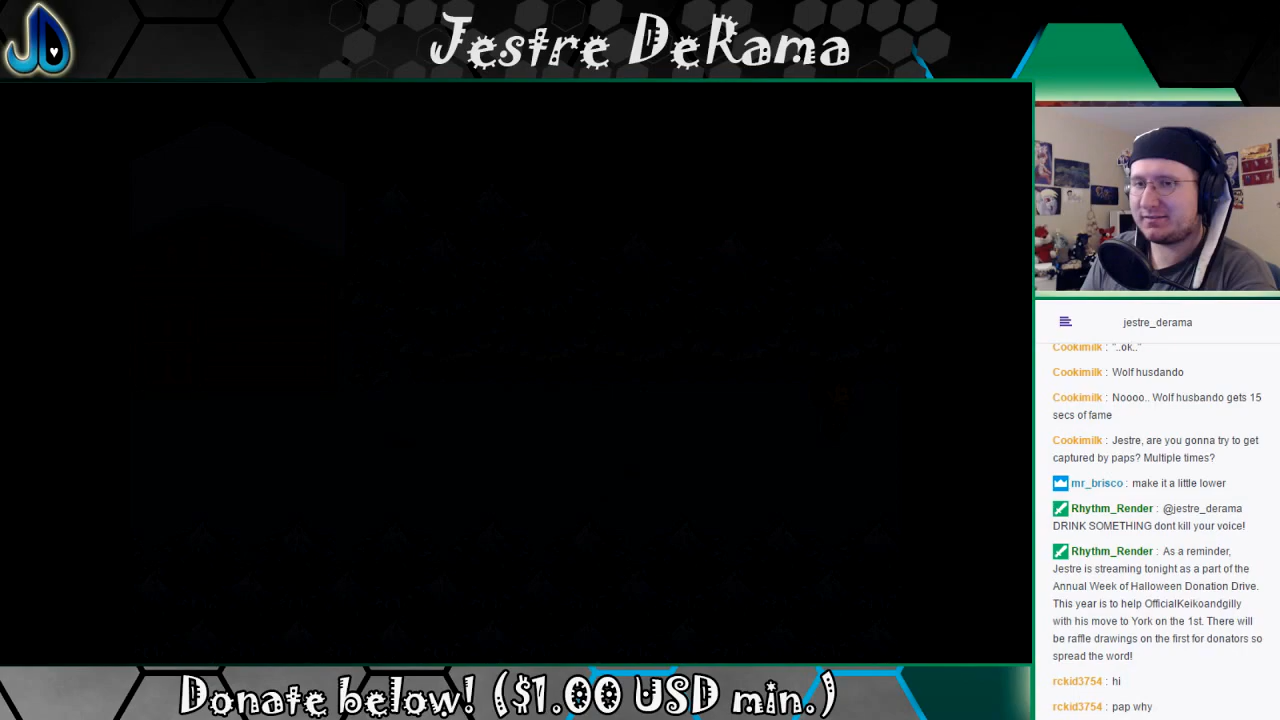 JD
Jestre DeRama
jestre_derama
Cookimilk : "..ok.."
Cookimilk : Wolf husdando
Cookimilk : Noooo.. Wolf husbando gets 15
secs of fame
Cookimilk : Jestre, are you gonna try to get
captured by paps? Multiple times?
mr_brisco : make it a little lower
Rhythm_Render : @jestre_derama
DRINK SOMETHING dont kill your voice!
Rhythm_Render : As a reminder,
Jestre is streaming tonight as a part of the
Annual Week of Halloween Donation Drive.
This year is to help OfficialKeikoandgilly
with his move to York on the 1st. There will
be raffle drawings on the first for donators so
spread the word!
rckid3754 : hi
rckid3754 : pap why
Donate below! ($1.00 USD min.)